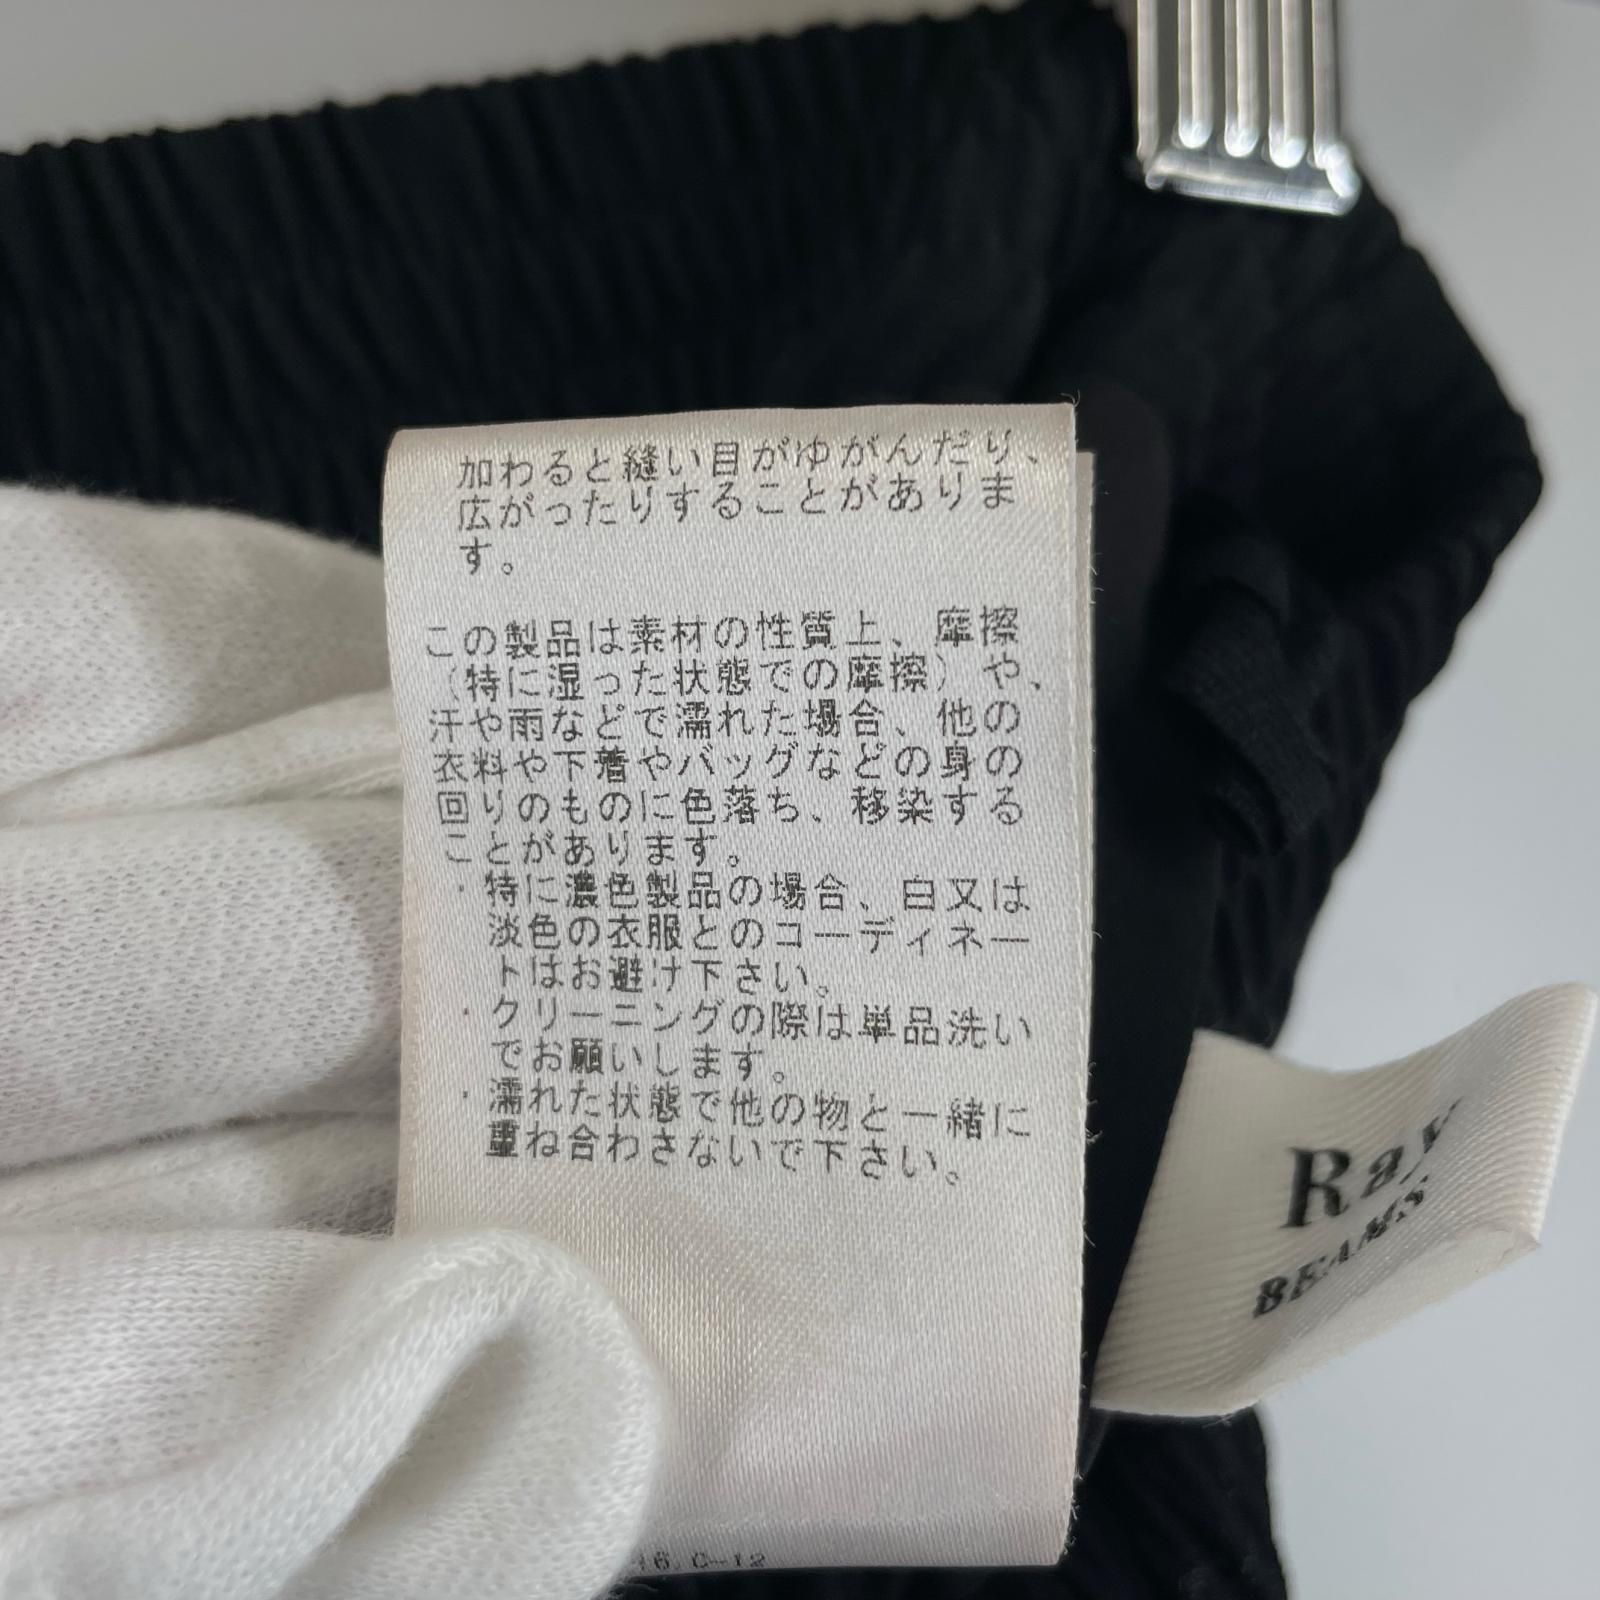 加わると縫い目がゆがんだり、
広がったりすることがありま
す。
この製品は素材の性質上、摩擦
（特に湿った状態での摩擦）や、
汗や雨などで濡れた場合、他の
衣料や下着やバッグなどの身の
回りのものに色落ち、移染する
ことがあります。
・特に濃色製品の場合、白又は
淡色の衣服とのコーディネー
トはお避け下さい。
・クリーニングの際は単品洗い
でお願いします。
・濡れた状態で他の物と一緒に
重ね合わさないで下さい。
16.C-12
Ray
BEAMS